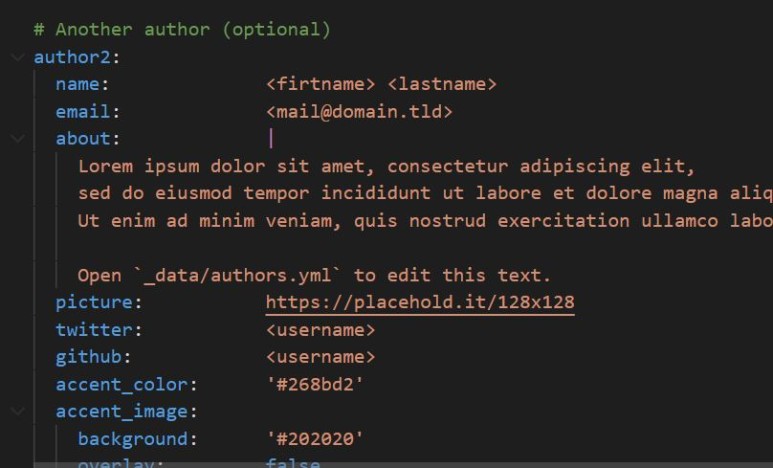 # Another author (optional)
author2:
name: <firtname> <lastname>
email: <mail@domain.tld>
about: |
Lorem ipsum dolor sit amet, consectetur adipiscing elit,
sed do eiusmod tempor incididunt ut labore et dolore magna aliq
Ut enim ad minim veniam, quis nostrud exercitation ullamco labo
Open `_data/authors.yml` to edit this text.
picture: https://placehold.it/128x128
twitter: <username>
github: <username>
accent_color: '#268bd2'
accent_image:
background: '#202020'
overlay: false